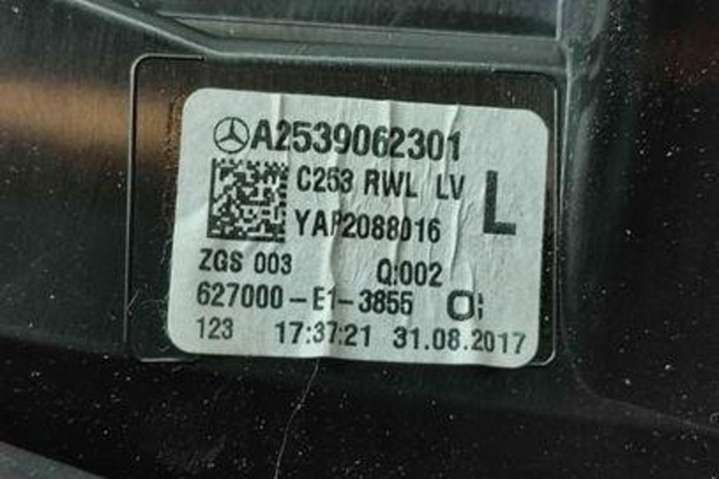 A2539062301
C253 RWL LV L
YAP2088016
ZGS 003 Q:002
627000-E1-3855
123 17:37:21 31.08.2017